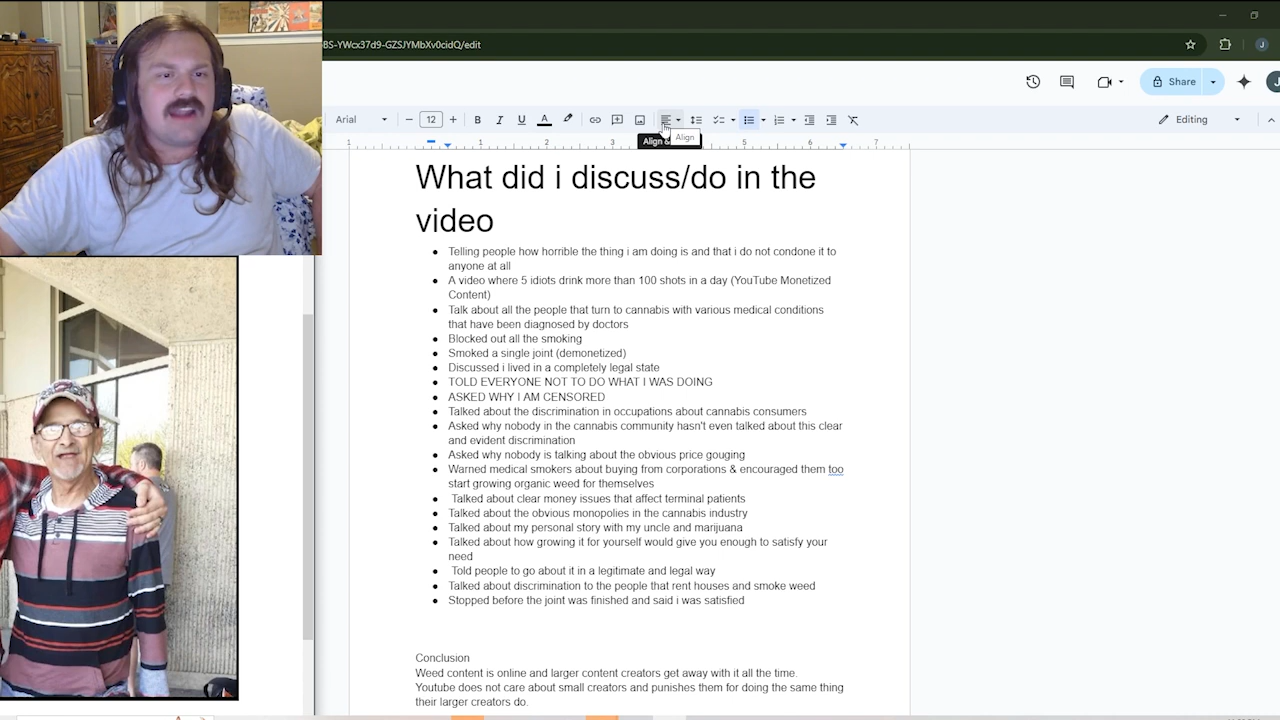 BS-YWcx37d9-GZSJYMbXv0cidQ/edit
Share
Arial
12
B I U A
Editing
Align
1 1 2 3 5 6 7
What did i discuss/do in the
video
Telling people how horrible the thing i am doing is and that i do not condone it to
anyone at all
A video where 5 idiots drink more than 100 shots in a day (YouTube Monetized
Content)
Talk about all the people that turn to cannabis with various medical conditions
that have been diagnosed by doctors
Blocked out all the smoking
Smoked a single joint (demonetized)
Discussed i lived in a completely legal state
TOLD EVERYONE NOT TO DO WHAT I WAS DOING
ASKED WHY I AM CENSORED
Talked about the discrimination in occupations about cannabis consumers
Asked why nobody in the cannabis community hasn't even talked about this clear
and evident discrimination
Asked why nobody is talking about the obvious price gouging
Warned medical smokers about buying from corporations & encouraged them too
start growing organic weed for themselves
Talked about clear money issues that affect terminal patients
Talked about the obvious monopolies in the cannabis industry
Talked about my personal story with my uncle and marijuana
Talked about how growing it for yourself would give you enough to satisfy your
need
Told people to go about it in a legitimate and legal way
Talked about discrimination to the people that rent houses and smoke weed
Stopped before the joint was finished and said i was satisfied
Conclusion
Weed content is online and larger content creators get away with it all the time.
Youtube does not care about small creators and punishes them for doing the same thing
their larger creators do.